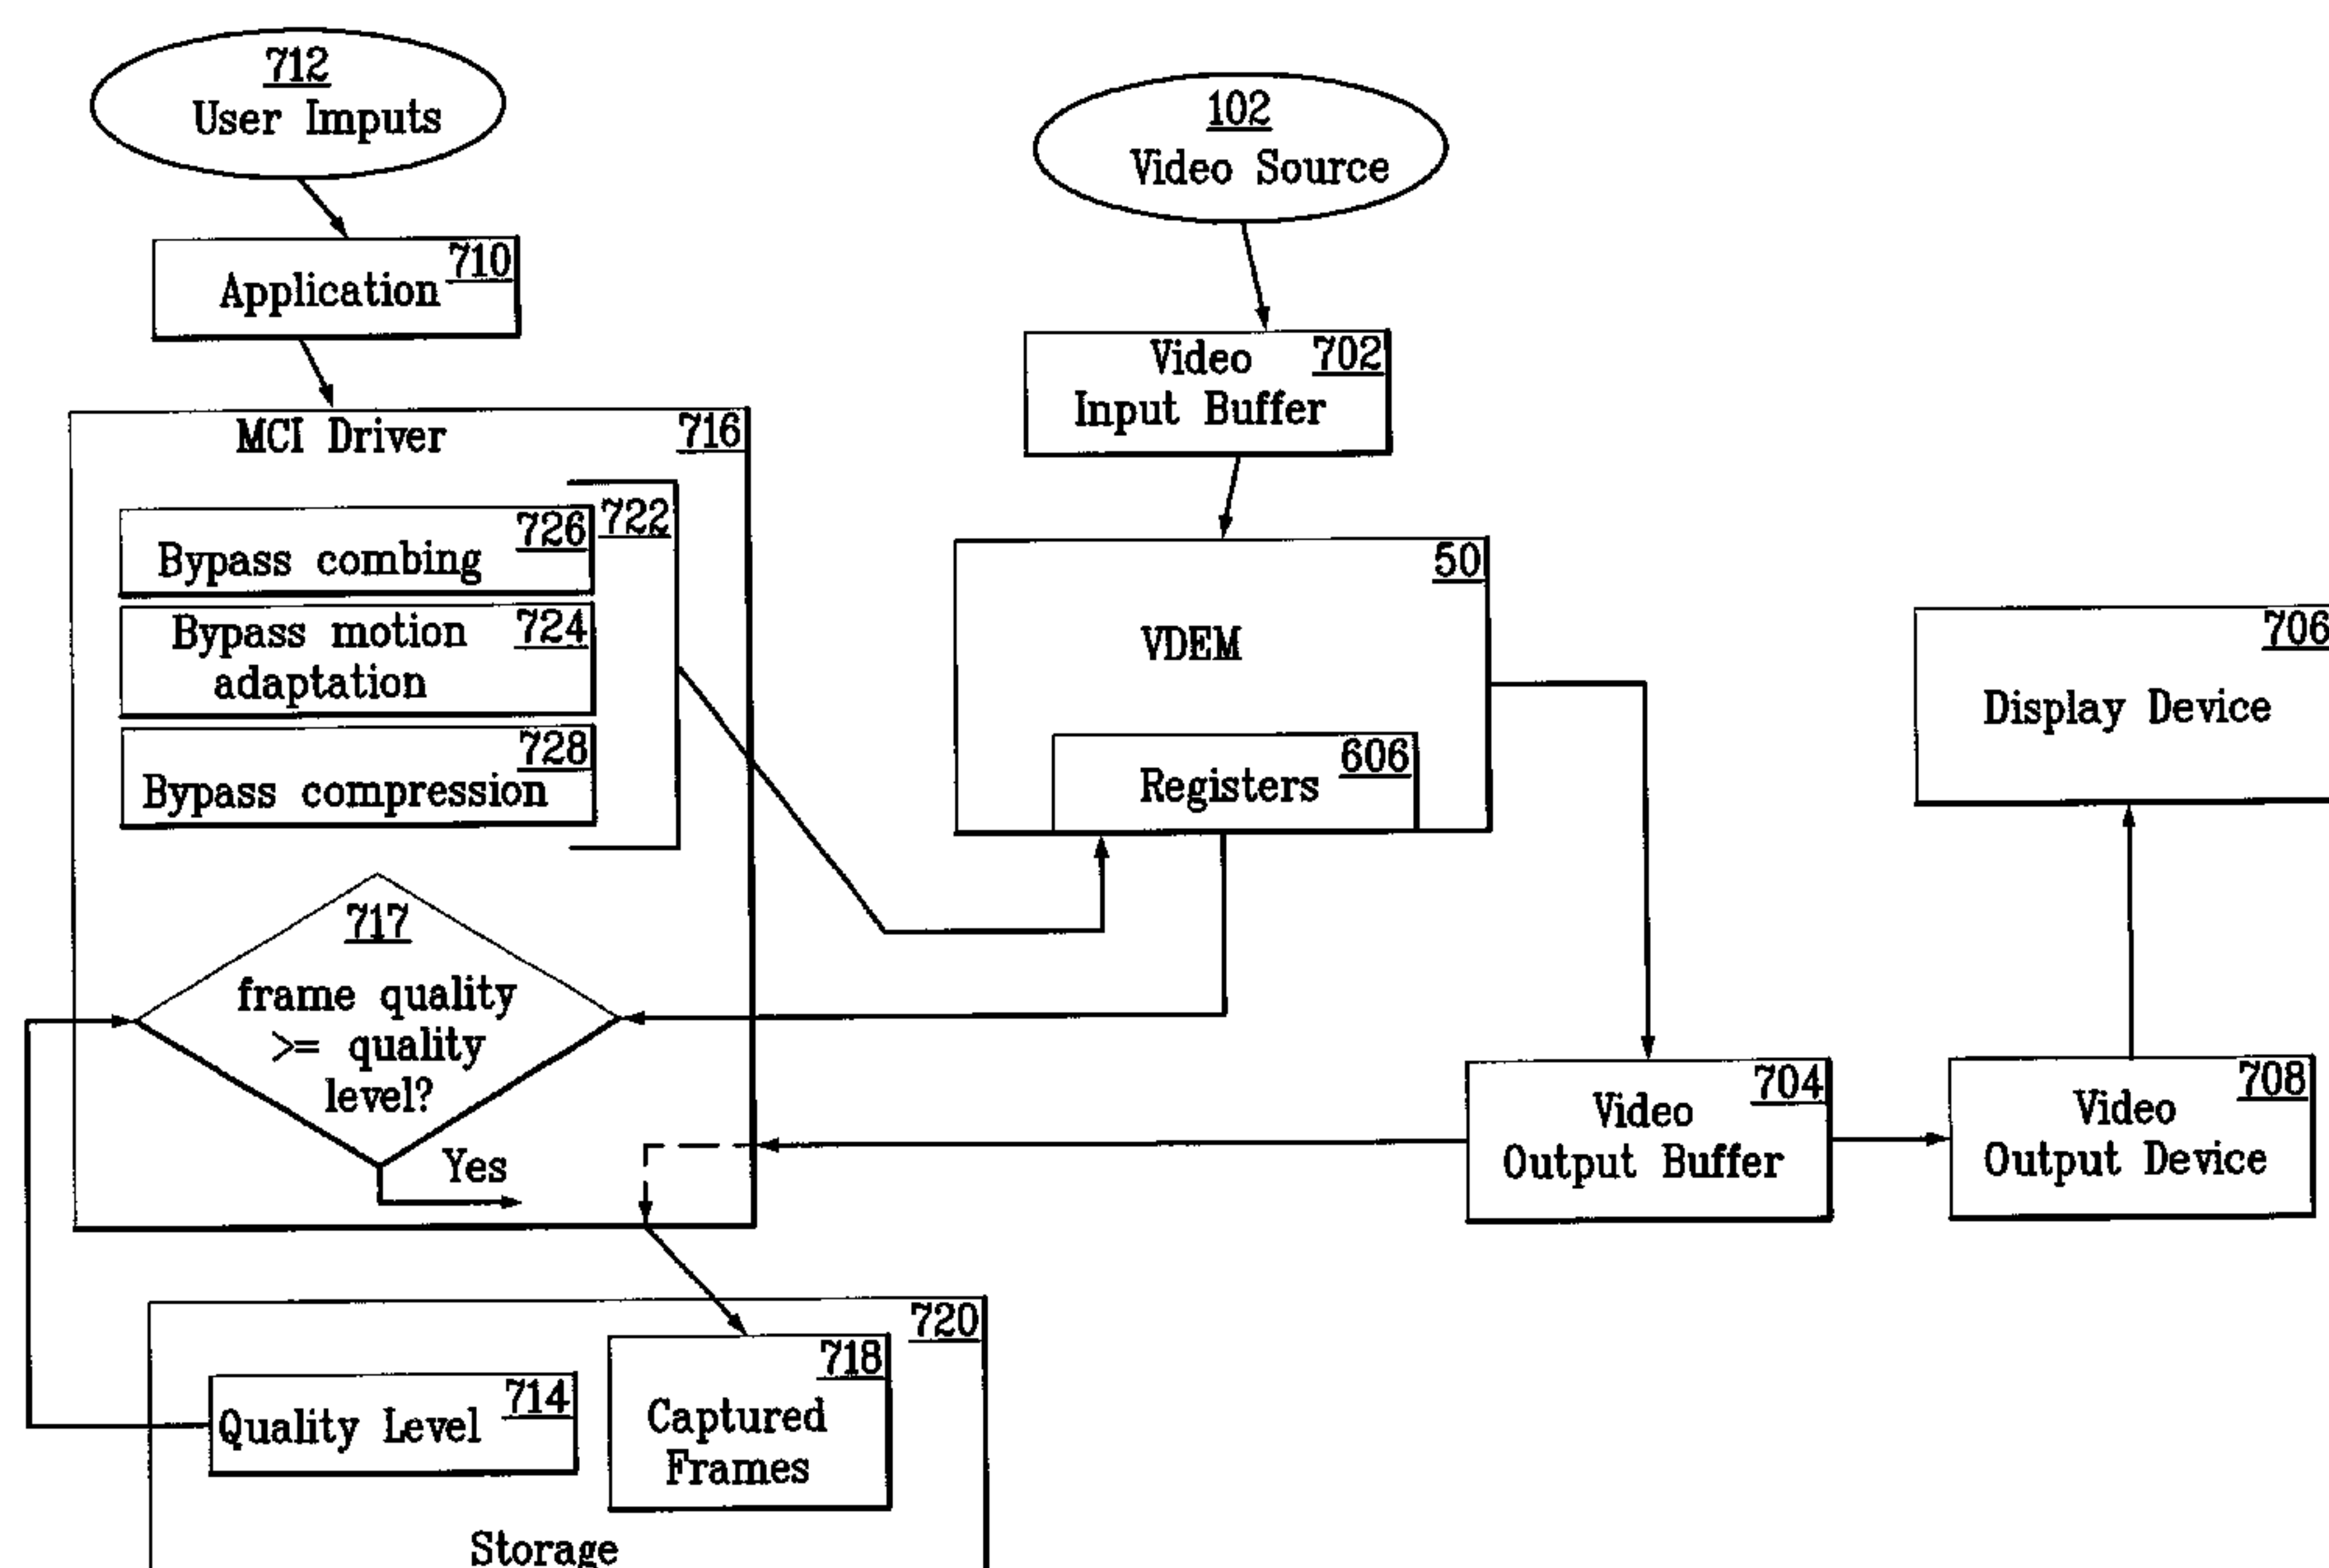 712
User Imputs
710
Application
MCI Driver
716
722
726
Bypass combing
Bypass motion
724
adaptation
728
Bypass compression
717
frame quality
>= quality
level?
Yes
720
714
Quality Level
718
Captured
Frames
Storage
102
Video Source
Video
702
Input Buffer
50
VDEM
606
Registers
704
Video
Output Buffer
706
Display Device
708
Video
Output Device